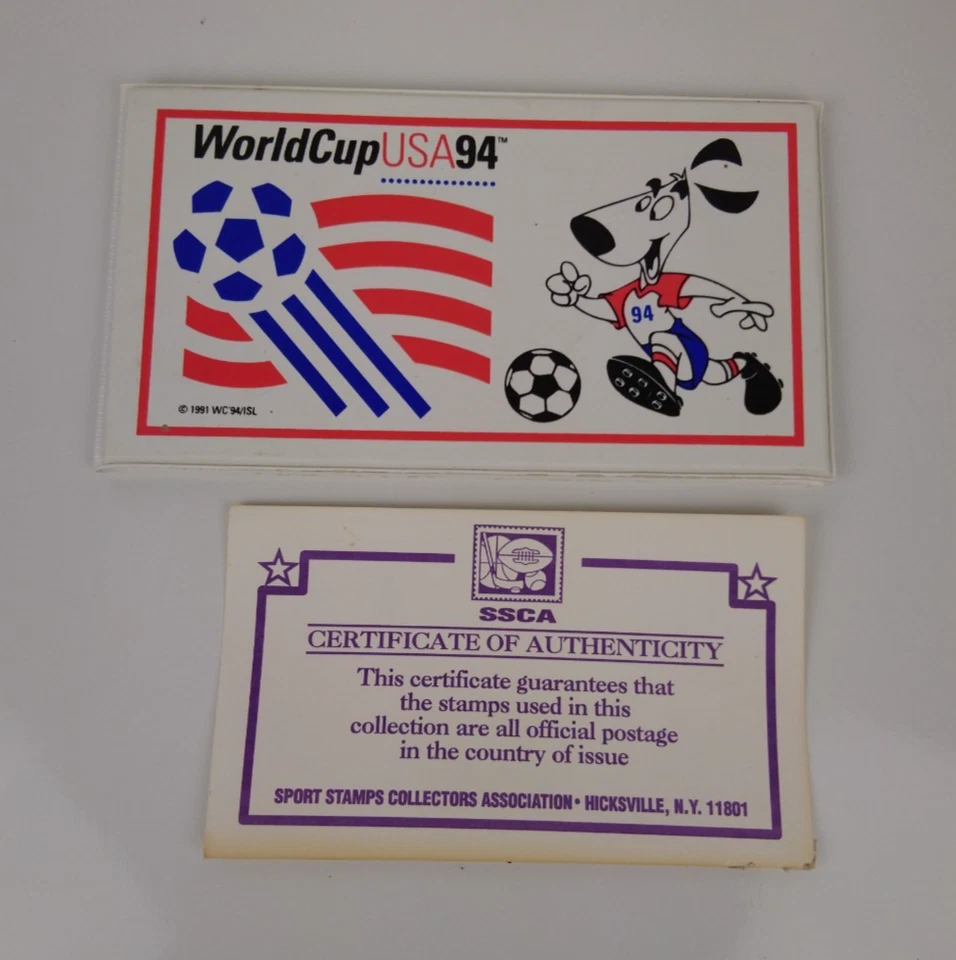 WorldCupUSA94™
94
© 1991 WC'94/ISL
SSCA
CERTIFICATE OF AUTHENTICITY
This certificate guarantees that
the stamps used in this
collection are all official postage
in the country of issue
SPORT STAMPS COLLECTORS ASSOCIATION • HICKSVILLE, N.Y. 11801